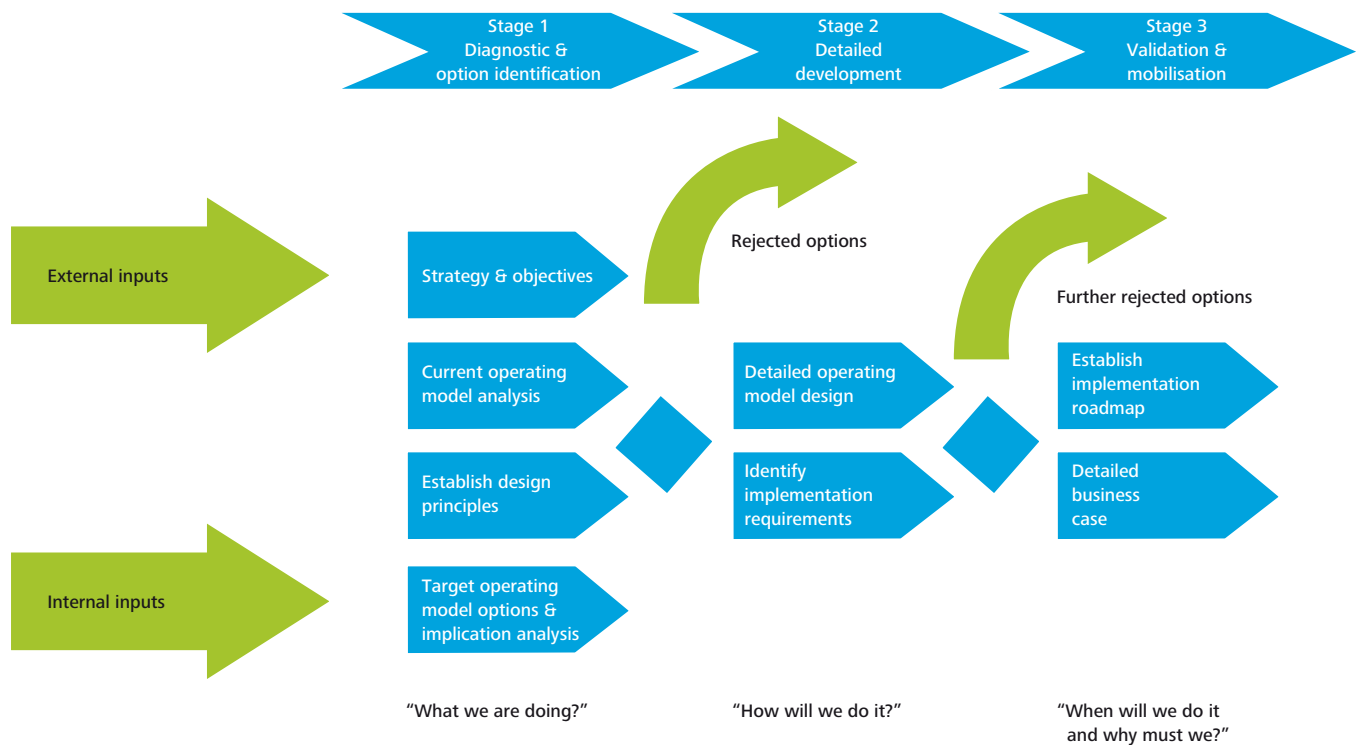 Stage 1
Diagnostic &
option identification
Stage 2
Detailed
development
Stage 3
Validation &
mobilisation
External inputs
Internal inputs
Strategy & objectives
Current operating
model analysis
Establish design
principles
Target operating
model options &
implication analysis
Rejected options
Detailed operating
model design
Identify
implementation
requirements
Further rejected options
Establish
implementation
roadmap
Detailed
business
case
“What we are doing?”
“How will we do it?”
“When will we do it
and why must we?”